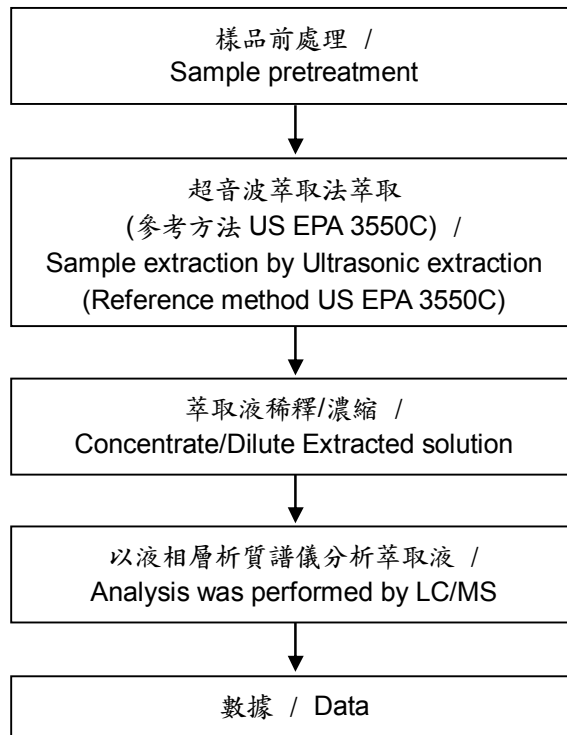 樣品前處理 /
Sample pretreatment
超音波萃取法萃取
(參考方法 US EPA 3550C) /
Sample extraction by Ultrasonic extraction
(Reference method US EPA 3550C)
萃取液稀釋/濃縮 /
Concentrate/Dilute Extracted solution
以液相層析質譜儀分析萃取液 /
Analysis was performed by LC/MS
數據 / Data